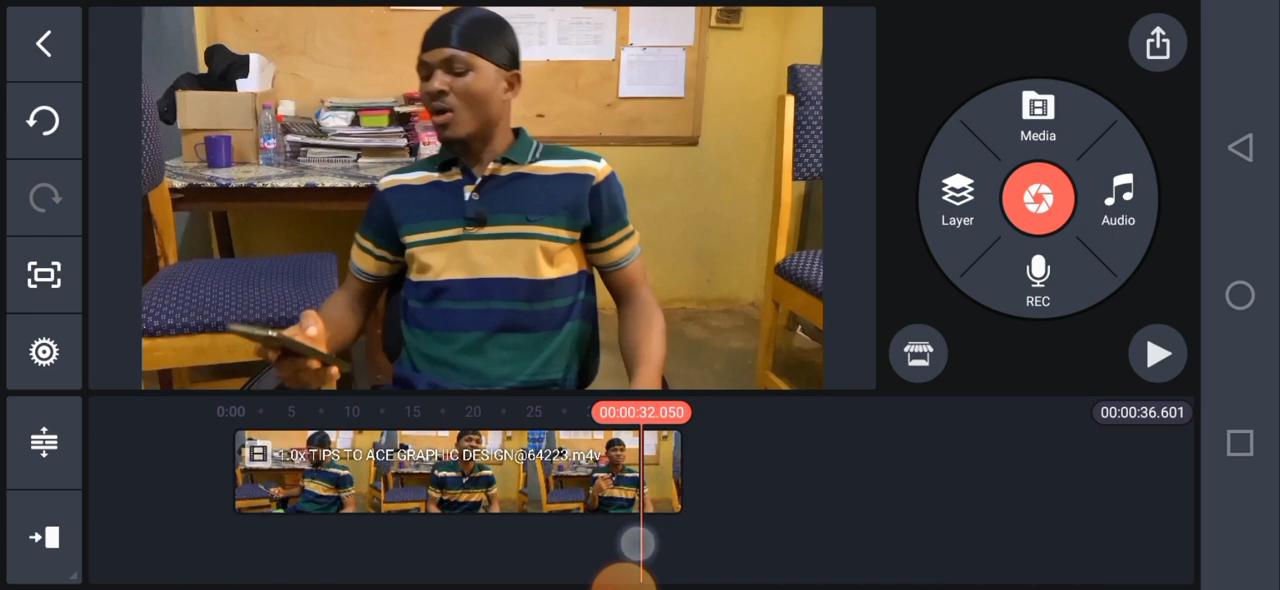 Media
Layer
Audio
REC
0:00
5
10
15
20
25
00:00:32.050
00:00:36.601
1.0x TIPS TO ACE GRAPHIC DESIGN@64223.m4v